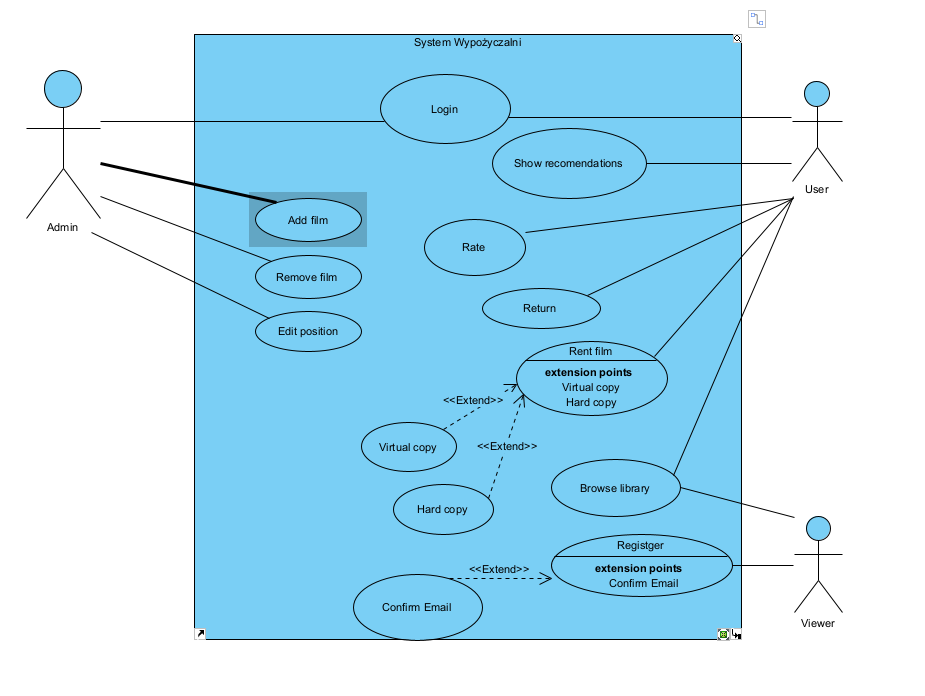 System Wypożyczalni
Login
Show recomendations
User
Admin
Add film
Rate
Remove film
Return
Edit position
Rent film
extension points
Virtual copy
Hard copy
<<Extend>>
<<Extend>>
Virtual copy
Browse library
Hard copy
Registger
extension points
Confirm Email
<<Extend>>
Confirm Email
Viewer